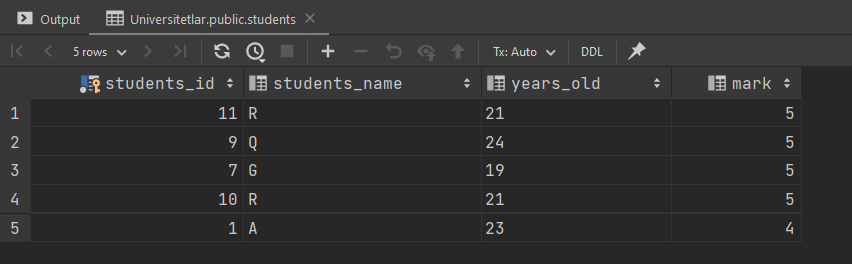 Output Universitetlar.public.students
5 rows Tx: Auto DDL
students_id students_name years_old mark
1 11 R 21 5
2 9 Q 24 5
3 7 G 19 5
4 10 R 21 5
5 1 A 23 4